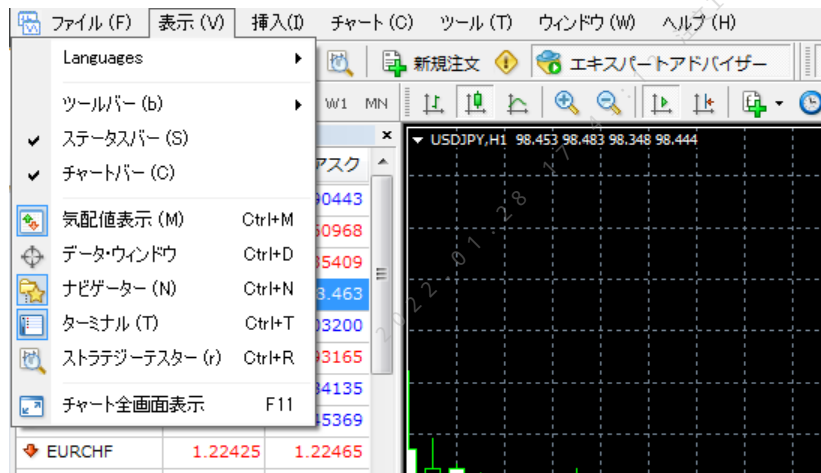 ファイル (F) 表示 (V) 挿入(I) チャート (C) ツール (T) ウィンドウ (W) ヘルプ (H)
Languages
新規注文 エキスパートアドバイザー
ツールバー (b)
W1 MN
ステータスバー (S)
USDJPY,H1 98.453 98.483 98.348 98.444
チャートバー (C)
アスク
気配値表示 (M) Ctrl+M
データ・ウィンドウ Ctrl+D
ナビゲーター (N) Ctrl+N
ターミナル (T) Ctrl+T
ストラテジーテスター (r) Ctrl+R
チャート全画面表示 F11
EURCHF 1.22425 1.22465